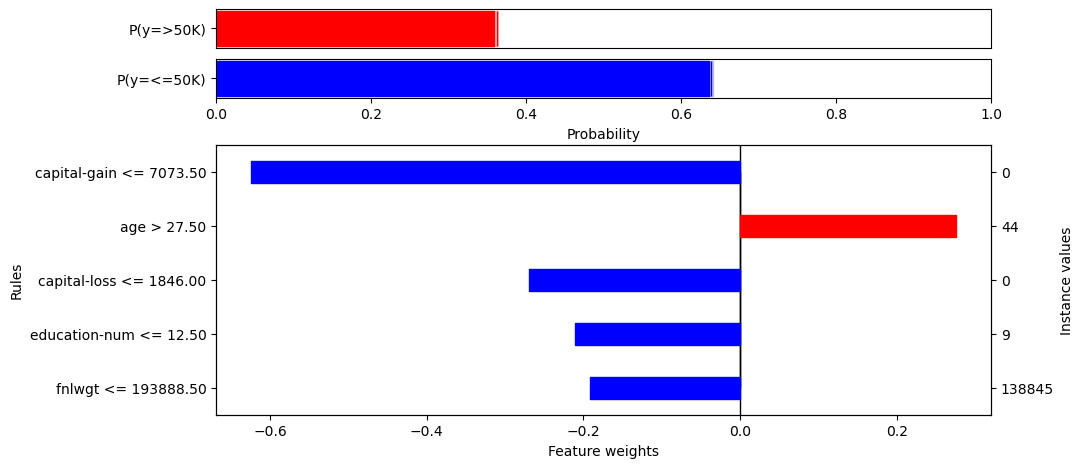 P(y=>50K)
P(y=<=50K)
0.0 0.2 0.4 0.6 0.8 1.0
Probability
capital-gain <= 7073.50 0
age > 27.50 44
capital-loss <= 1846.00 0
education-num <= 12.50 9
fnlwgt <= 193888.50 138845
Rules
Instance values
−0.6 −0.4 −0.2 0.0 0.2
Feature weights